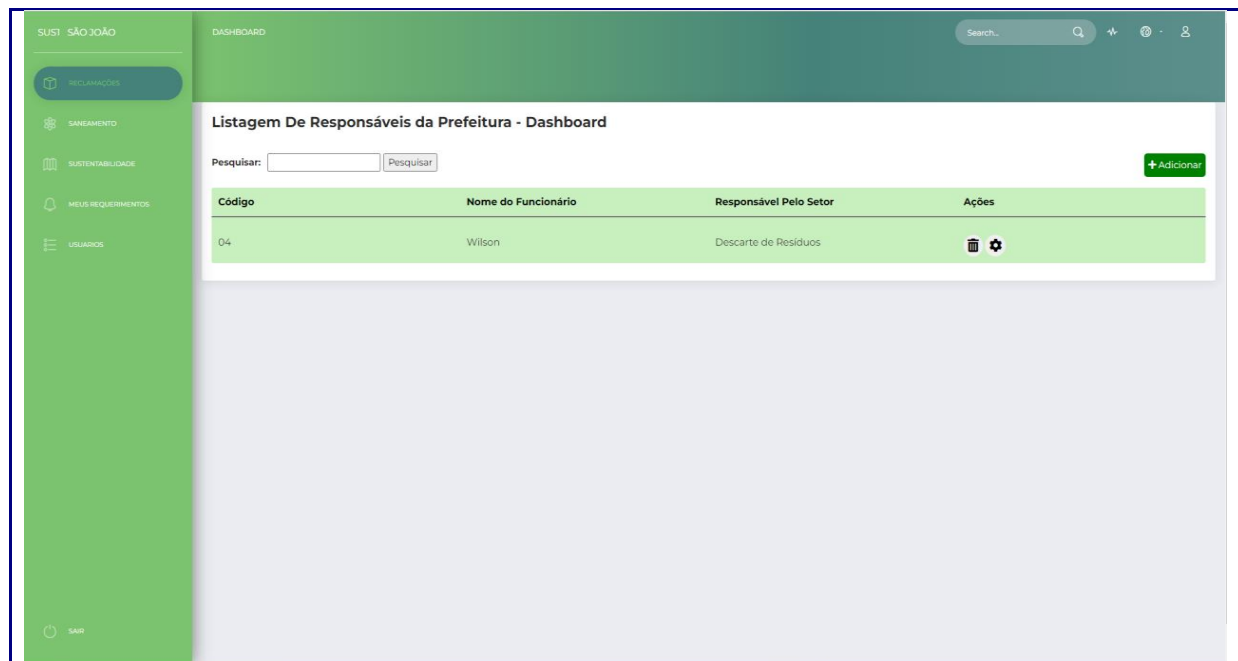 SUS1 SÃO JOÃO
DASHBOARD
Search...
RECLAMAÇÕES
SANEAMENTO
SUSTENTABILIDADE
MEUS REQUERIMENTOS
USUARIOS
SAIR
Listagem De Responsáveis da Prefeitura - Dashboard
Pesquisar: Pesquisar
+ Adicionar
Código Nome do Funcionário Responsável Pelo Setor Ações
04 Wilson Descarte de Resíduos